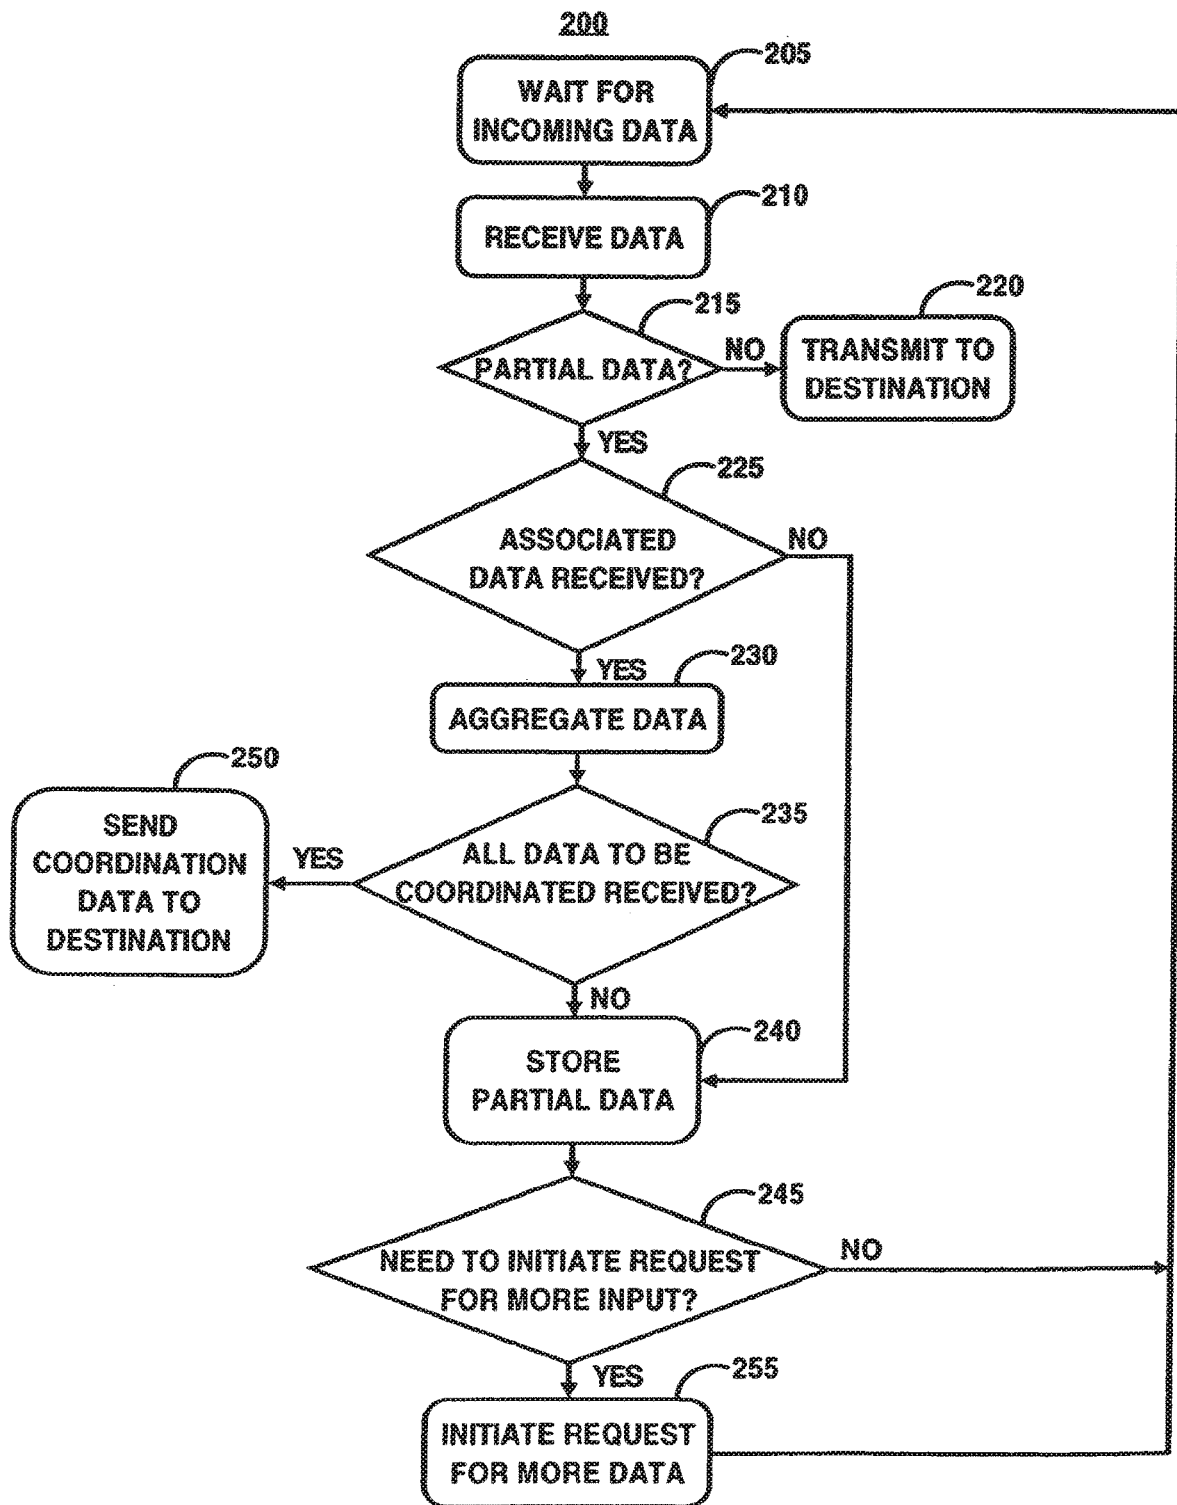 200
205
WAIT FOR
INCOMING DATA
210
RECEIVE DATA
215
220
PARTIAL DATA?
NO
TRANSMIT TO
DESTINATION
YES
225
ASSOCIATED
DATA RECEIVED?
NO
YES
230
AGGREGATE DATA
250
SEND
COORDINATION
DATA TO
DESTINATION
YES
235
ALL DATA TO BE
COORDINATED RECEIVED?
NO
240
STORE
PARTIAL DATA
245
NEED TO INITIATE REQUEST
FOR MORE INPUT?
NO
YES
255
INITIATE REQUEST
FOR MORE DATA